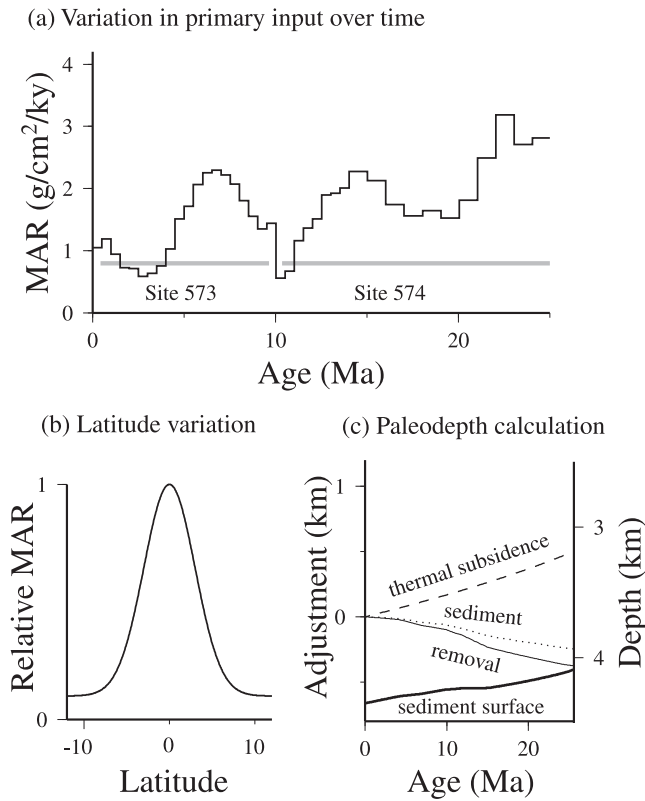 (a) Variation in primary input over time
MAR (g/cm²/ky)
4
3
2
1
0
Site 573
Site 574
0
10
20
Age (Ma)
(b) Latitude variation
Relative MAR
1
0
-10
0
10
Latitude
(c) Paleodepth calculation
Adjustment (km)
1
0
thermal subsidence
sediment
removal
sediment surface
3
4
Depth (km)
0
10
20
Age (Ma)